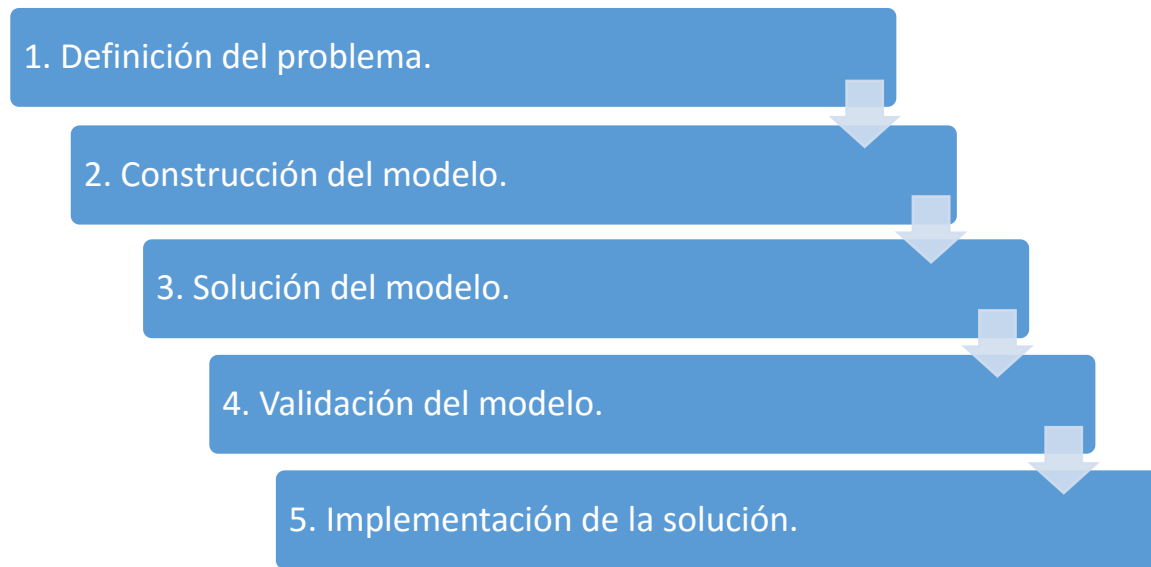 1. Definición del problema.
2. Construcción del modelo.
3. Solución del modelo.
4. Validación del modelo.
5. Implementación de la solución.